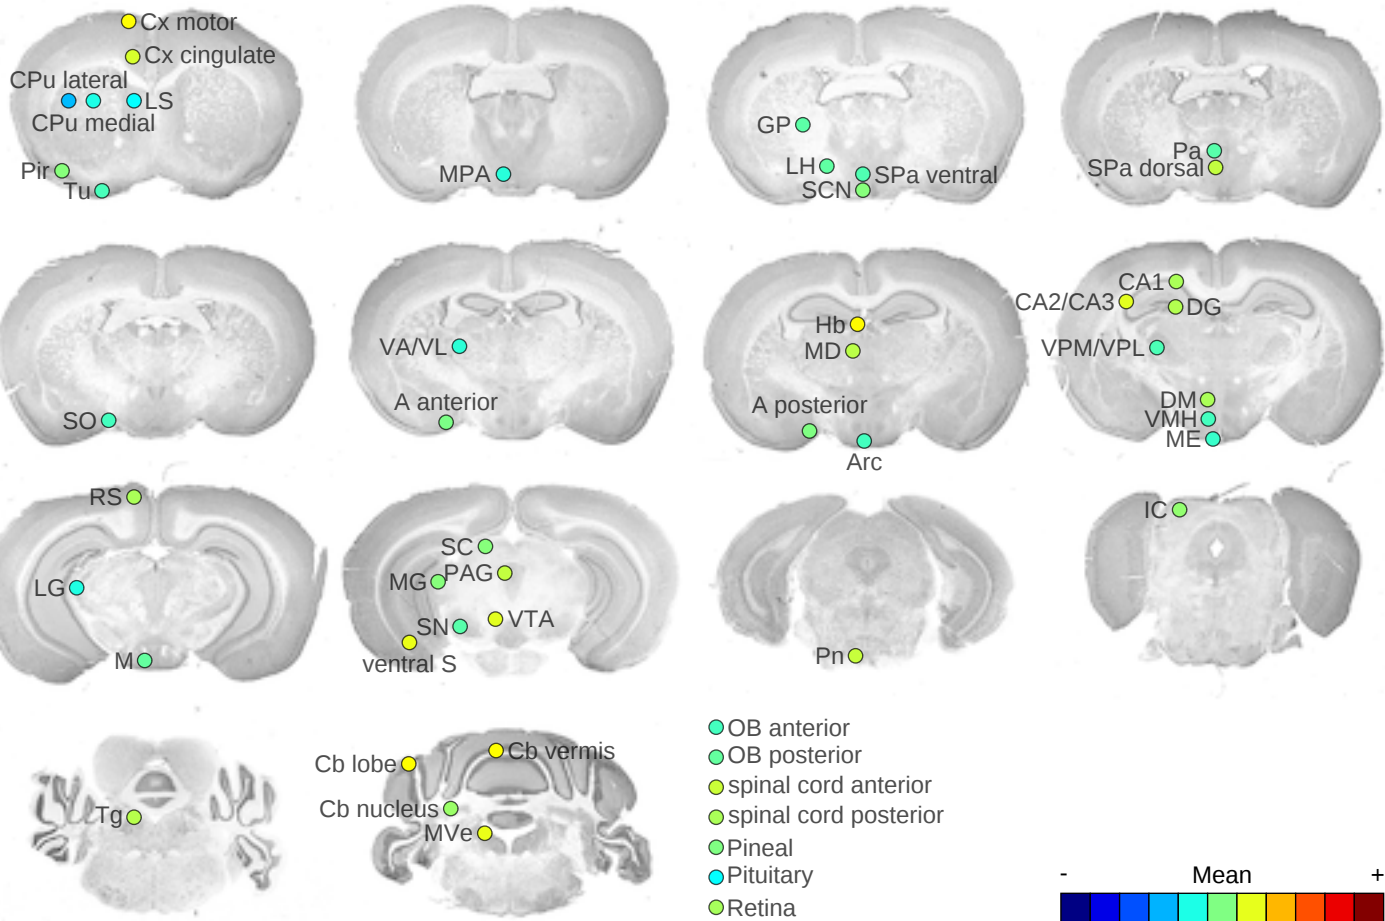 Cx motor
Cx cingulate
CPu lateral
LS
CPu medial
Pir
Tu
MPA
GP
LH
SPa ventral
SCN
Pa
SPa dorsal
SO
VA/VL
A anterior
Hb
MD
A posterior
Arc
CA1
CA2/CA3
DG
VPM/VPL
DM
VMH
ME
RS
LG
M
SC
MG
PAG
SN
VTA
ventral S
Pn
IC
Tg
Cb lobe
Cb vermis
Cb nucleus
MVe
OB anterior
OB posterior
spinal cord anterior
spinal cord posterior
Pineal
Pituitary
Retina
- Mean +